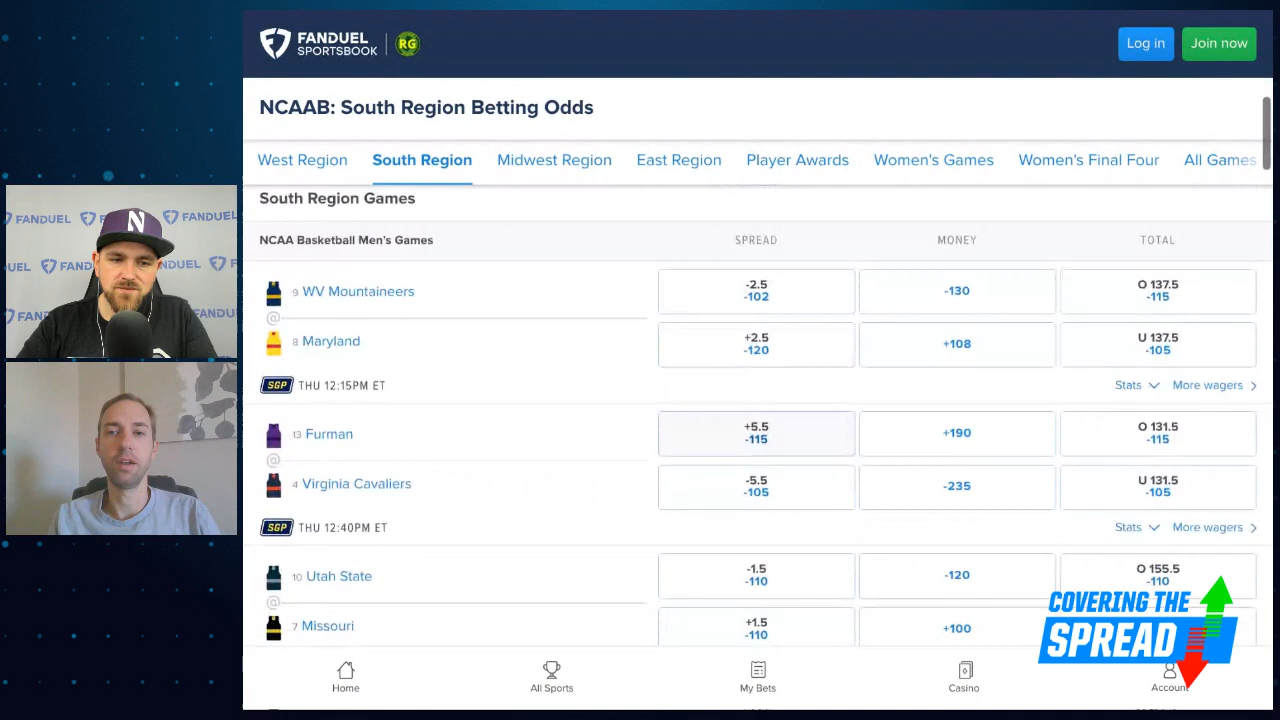 FANDUEL
SPORTSBOOK
RG
Log in
Join now
NCAAB: South Region Betting Odds
West Region
South Region
Midwest Region
East Region
Player Awards
Women's Games
Women's Final Four
All Games
South Region Games
NCAA Basketball Men's Games
SPREAD
MONEY
TOTAL
9 WV Mountaineers
-2.5
-102
-130
O 137.5
-115
@
8 Maryland
+2.5
-120
+108
U 137.5
-105
SGP THU 12:15PM ET
Stats
More wagers
13 Furman
+5.5
-115
+190
O 131.5
-115
@
4 Virginia Cavaliers
-5.5
-105
-235
U 131.5
-105
SGP THU 12:40PM ET
Stats
More wagers
10 Utah State
-1.5
-110
-120
O 155.5
-110
@
7 Missouri
+1.5
-110
+100
Home
All Sports
My Bets
Casino
Account
COVERING THE
SPREAD
FANDUEL
FANDUEL
N